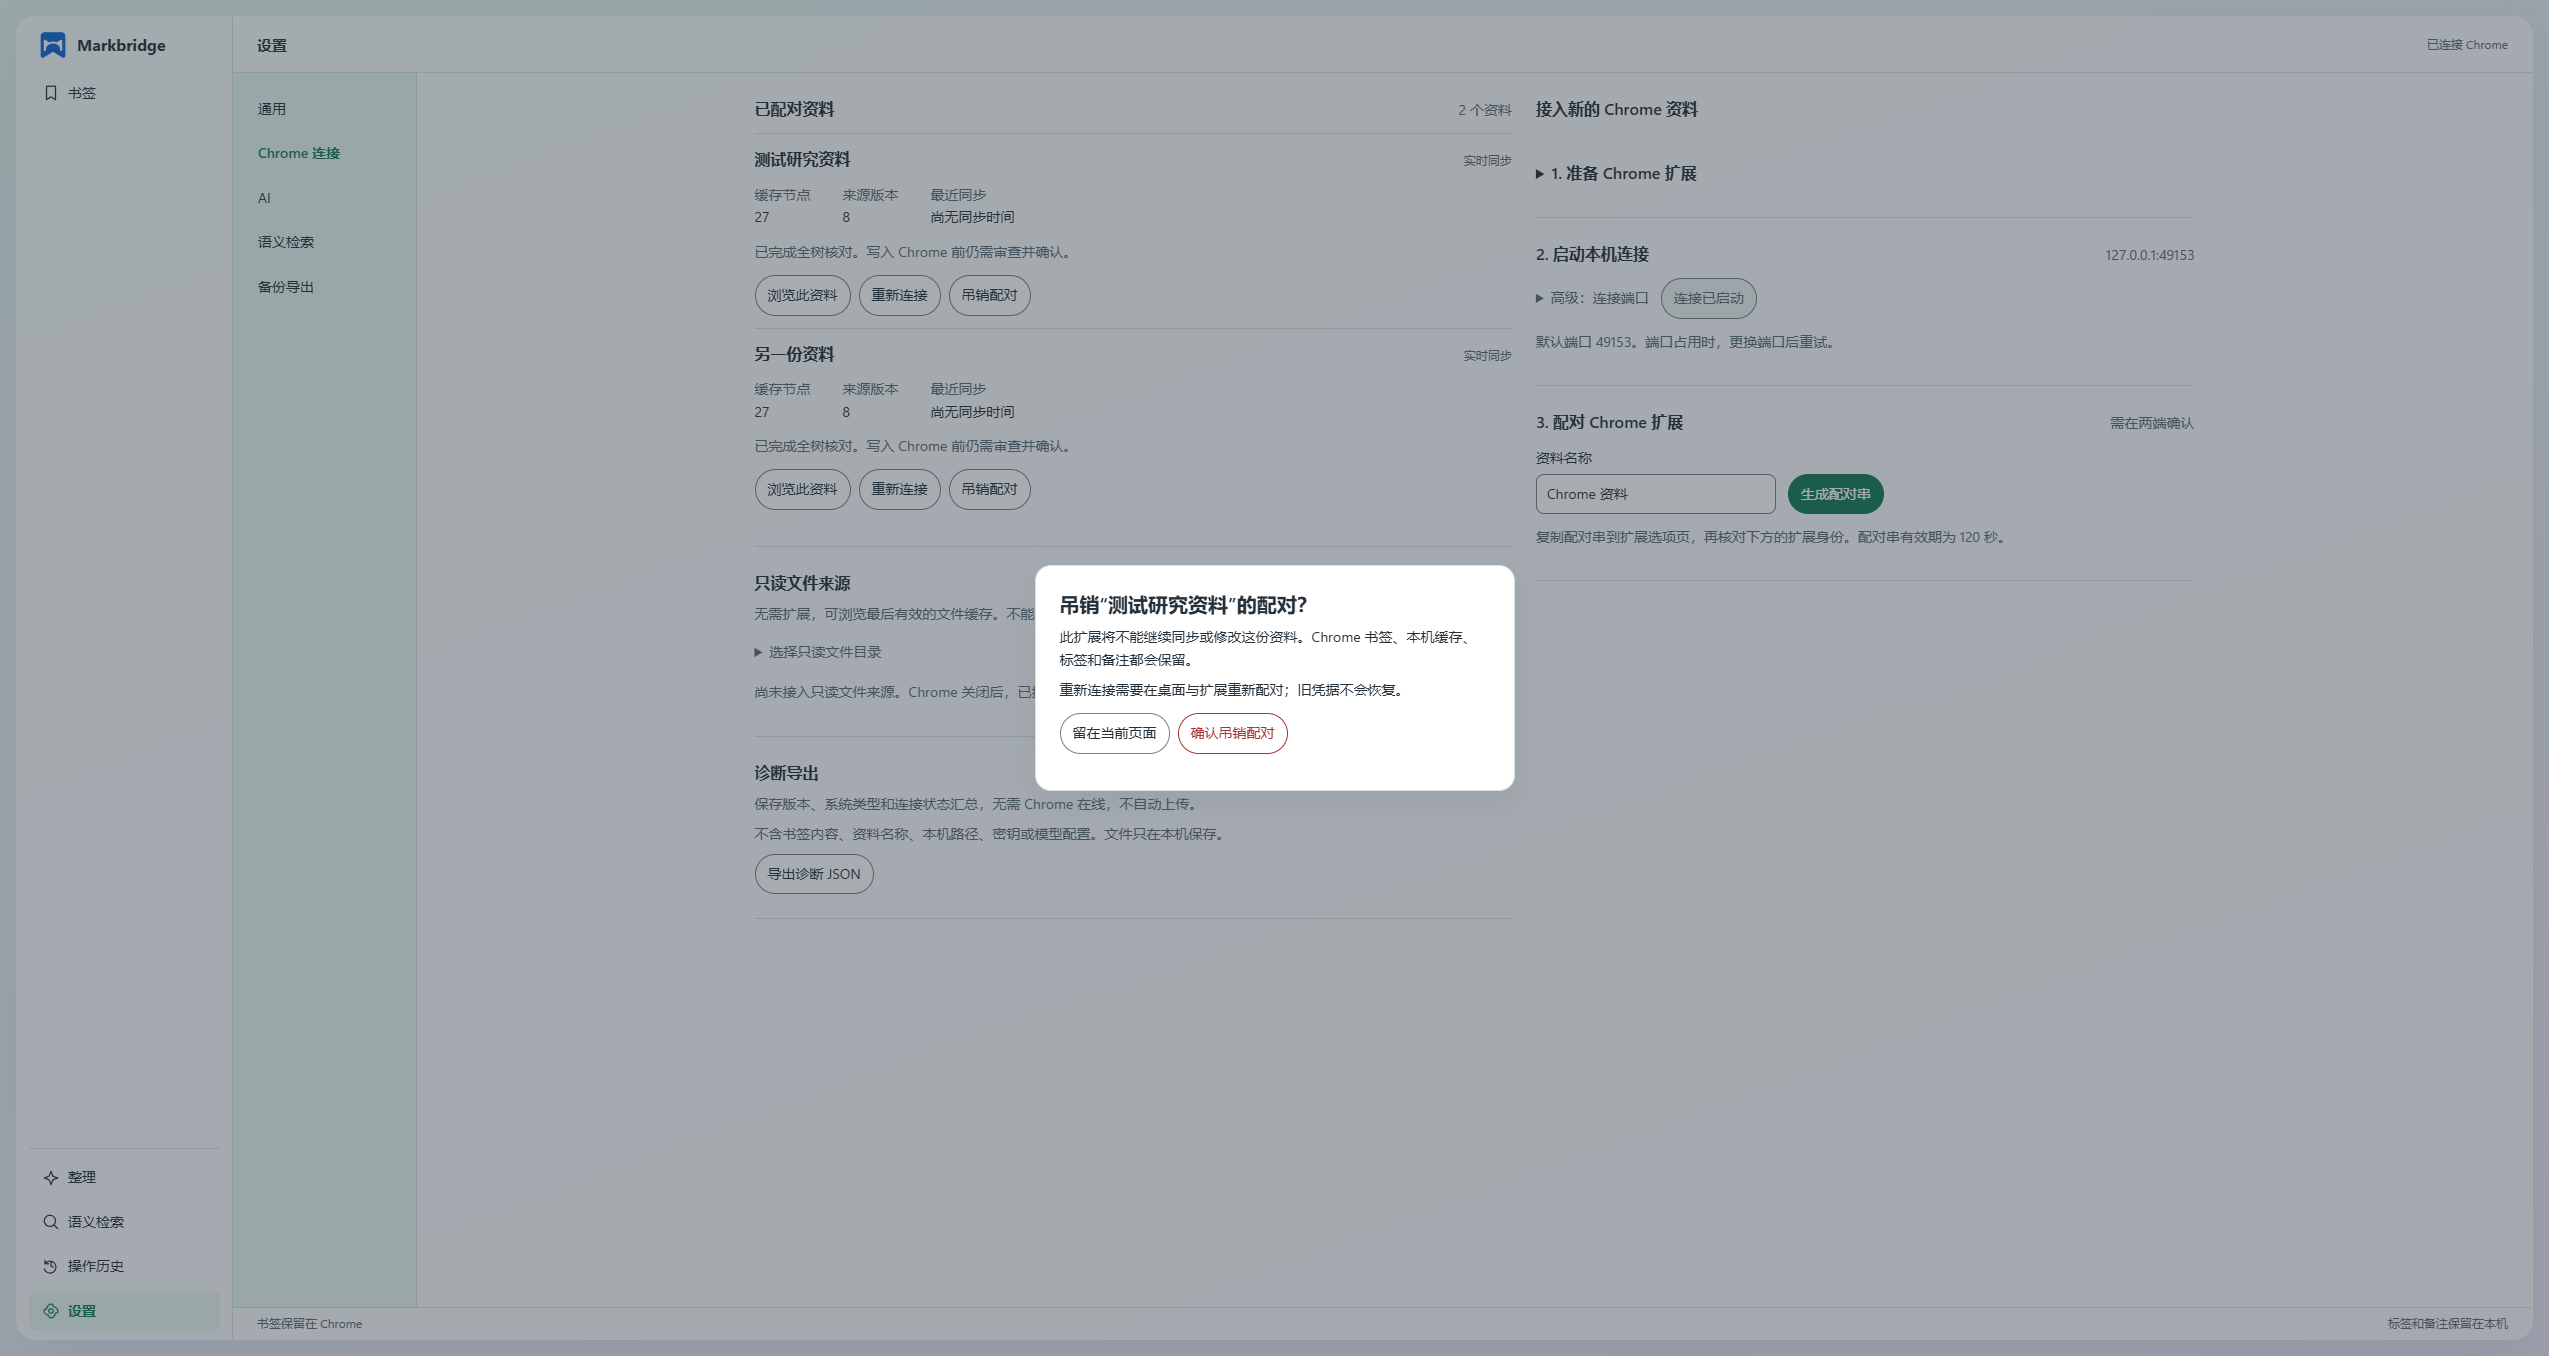 Markbridge
书签
整理
语义检索
操作历史
设置
设置
已连接 Chrome
通用
Chrome 连接
AI
语义检索
备份导出
已配对资料
2 个资料
测试研究资料
实时同步
缓存节点 来源版本 最近同步
27 8 尚无同步时间
已完成全树核对。写入 Chrome 前仍需审查并确认。
浏览此资料 重新连接 吊销配对
另一份资料
实时同步
缓存节点 来源版本 最近同步
27 8 尚无同步时间
已完成全树核对。写入 Chrome 前仍需审查并确认。
浏览此资料 重新连接 吊销配对
只读文件来源
无需扩展，可浏览最后有效的文件缓存。不能
选择只读文件目录
尚未接入只读文件来源。Chrome 关闭后，已
诊断导出
保存版本、系统类型和连接状态汇总，无需 Chrome 在线，不自动上传。
不含书签内容、资料名称、本机路径、密钥或模型配置。文件只在本机保存。
导出诊断 JSON
接入新的 Chrome 资料
1. 准备 Chrome 扩展
2. 启动本机连接
127.0.0.1:49153
高级：连接端口 连接已启动
默认端口 49153。端口占用时，更换端口后重试。
3. 配对 Chrome 扩展
需在两端确认
资料名称
Chrome 资料 生成配对串
复制配对串到扩展选项页，再核对下方的扩展身份。配对串有效期为 120 秒。
吊销“测试研究资料”的配对？
此扩展将不能继续同步或修改这份资料。Chrome 书签、本机缓存、
标签和备注都会保留。
重新连接需要在桌面与扩展重新配对；旧凭据不会恢复。
留在当前页面 确认吊销配对
书签保留在 Chrome
标签和备注保留在本机